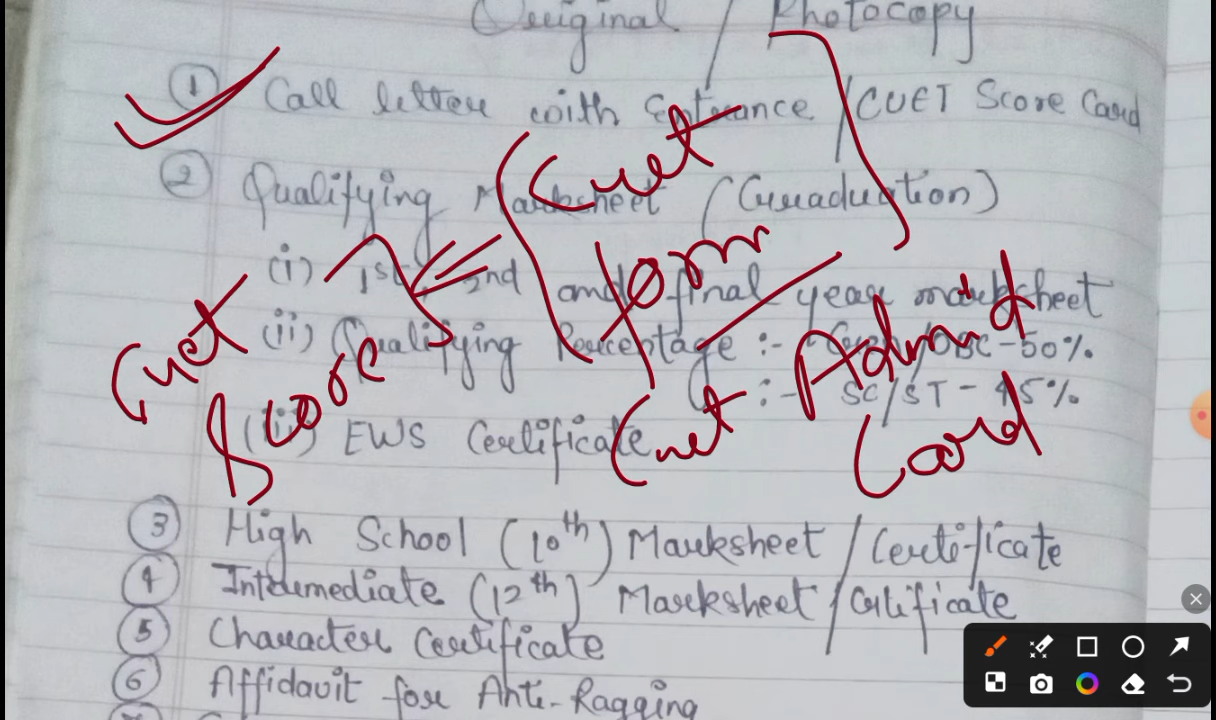 Original / Photocopy
① Call letter with Entrance / CUET Score Card
② Qualifying Marksheet (Graduation)
(i) 1st, 2nd and final year marksheet
(ii) Qualifying Percentage :- Gen/OBC - 50%
:- SC/ST - 45%
(iii) EWS Certificate
③ High School (10th) Marksheet / Certificate
④ Intermediate (12th) Marksheet / Certificate
⑤ Character Certificate
⑥ Affidavit for Anti-Ragging
Cuet form
Cuet Score
Cuet Admit Card